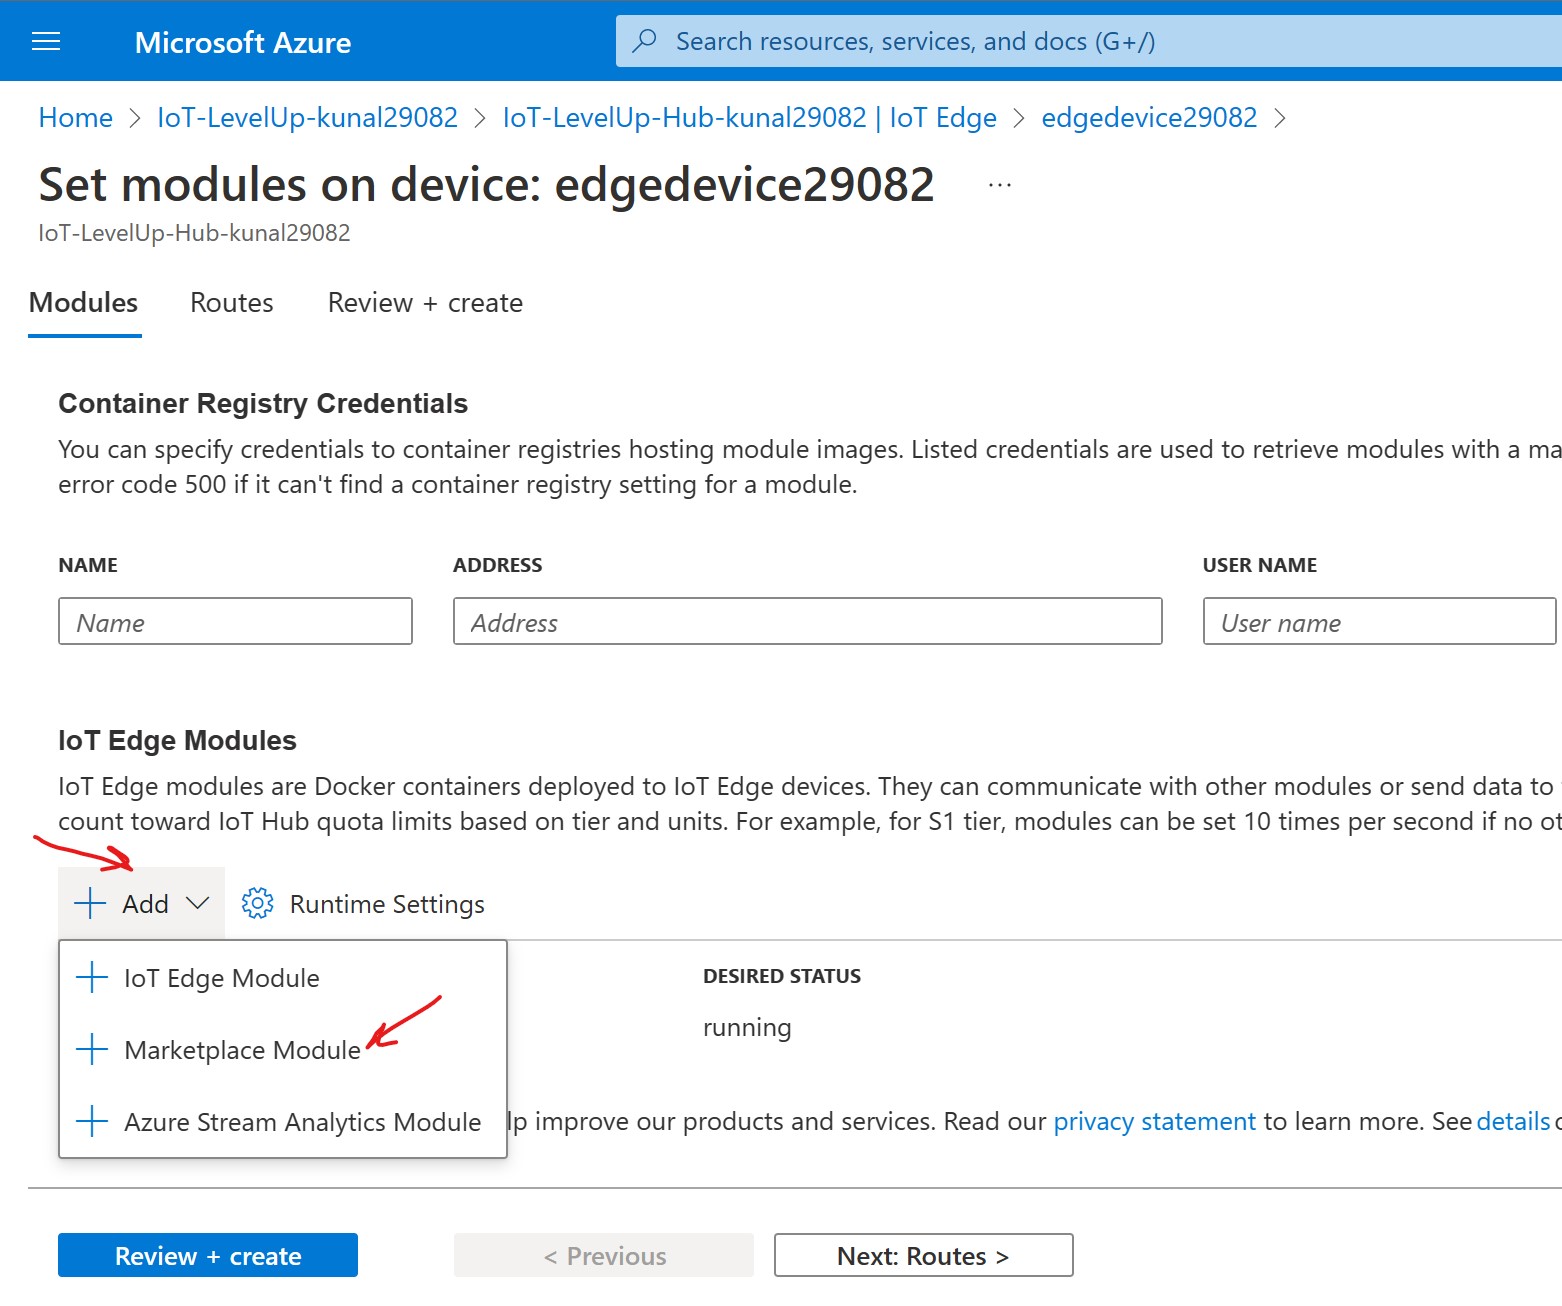 Microsoft Azure
Search resources, services, and docs (G+/)
Home > IoT-LevelUp-kunal29082 > IoT-LevelUp-Hub-kunal29082 | IoT Edge > edgedevice29082 >
Set modules on device: edgedevice29082 ...
IoT-LevelUp-Hub-kunal29082
Modules Routes Review + create
Container Registry Credentials
You can specify credentials to container registries hosting module images. Listed credentials are used to retrieve modules with a ma
error code 500 if it can't find a container registry setting for a module.
NAME ADDRESS USER NAME
Name Address User name
IoT Edge Modules
IoT Edge modules are Docker containers deployed to IoT Edge devices. They can communicate with other modules or send data to
count toward IoT Hub quota limits based on tier and units. For example, for S1 tier, modules can be set 10 times per second if no ot
+ Add Runtime Settings
+ IoT Edge Module
DESIRED STATUS
+ Marketplace Module
running
+ Azure Stream Analytics Module
lp improve our products and services. Read our privacy statement to learn more. See details
Review + create < Previous Next: Routes >